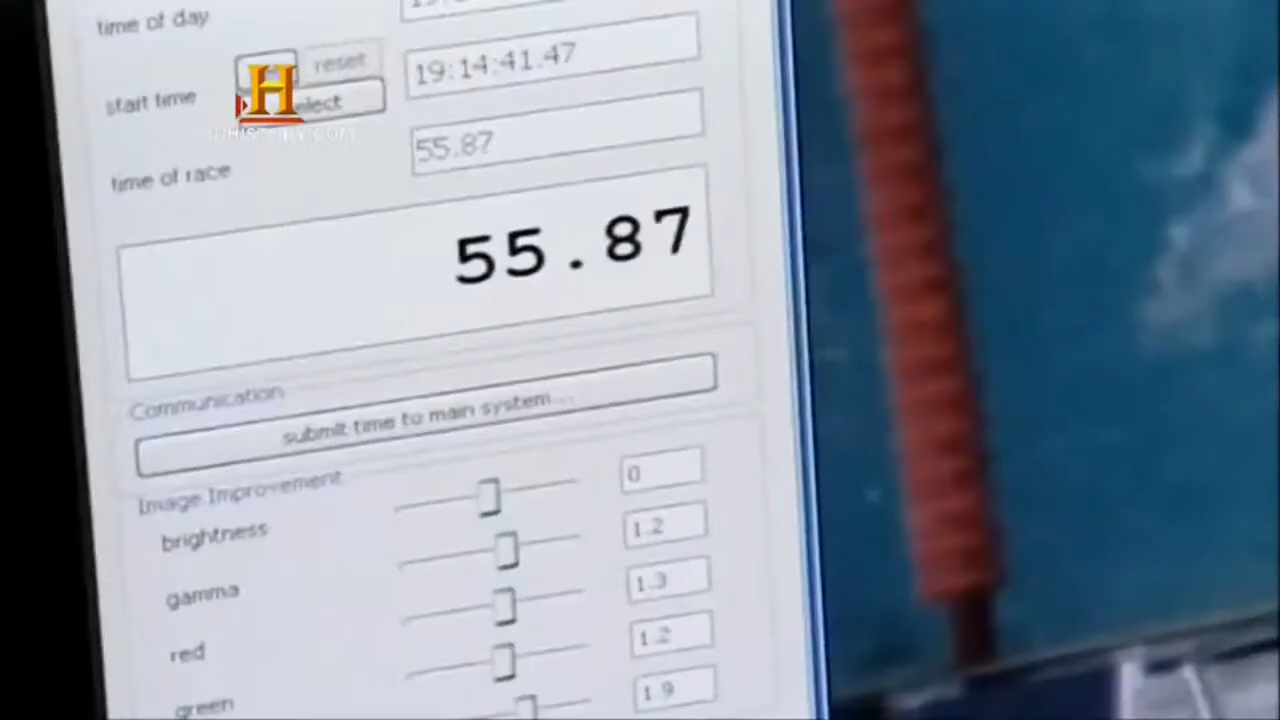 time of day
reset
19:14:41.47
start time
HISTORY.COM
time of race
55.87
55.87
Communication
submit time to main system...
Image Improvement
0
brightness
1.2
gamma
1.3
red
1.2
green
1.9